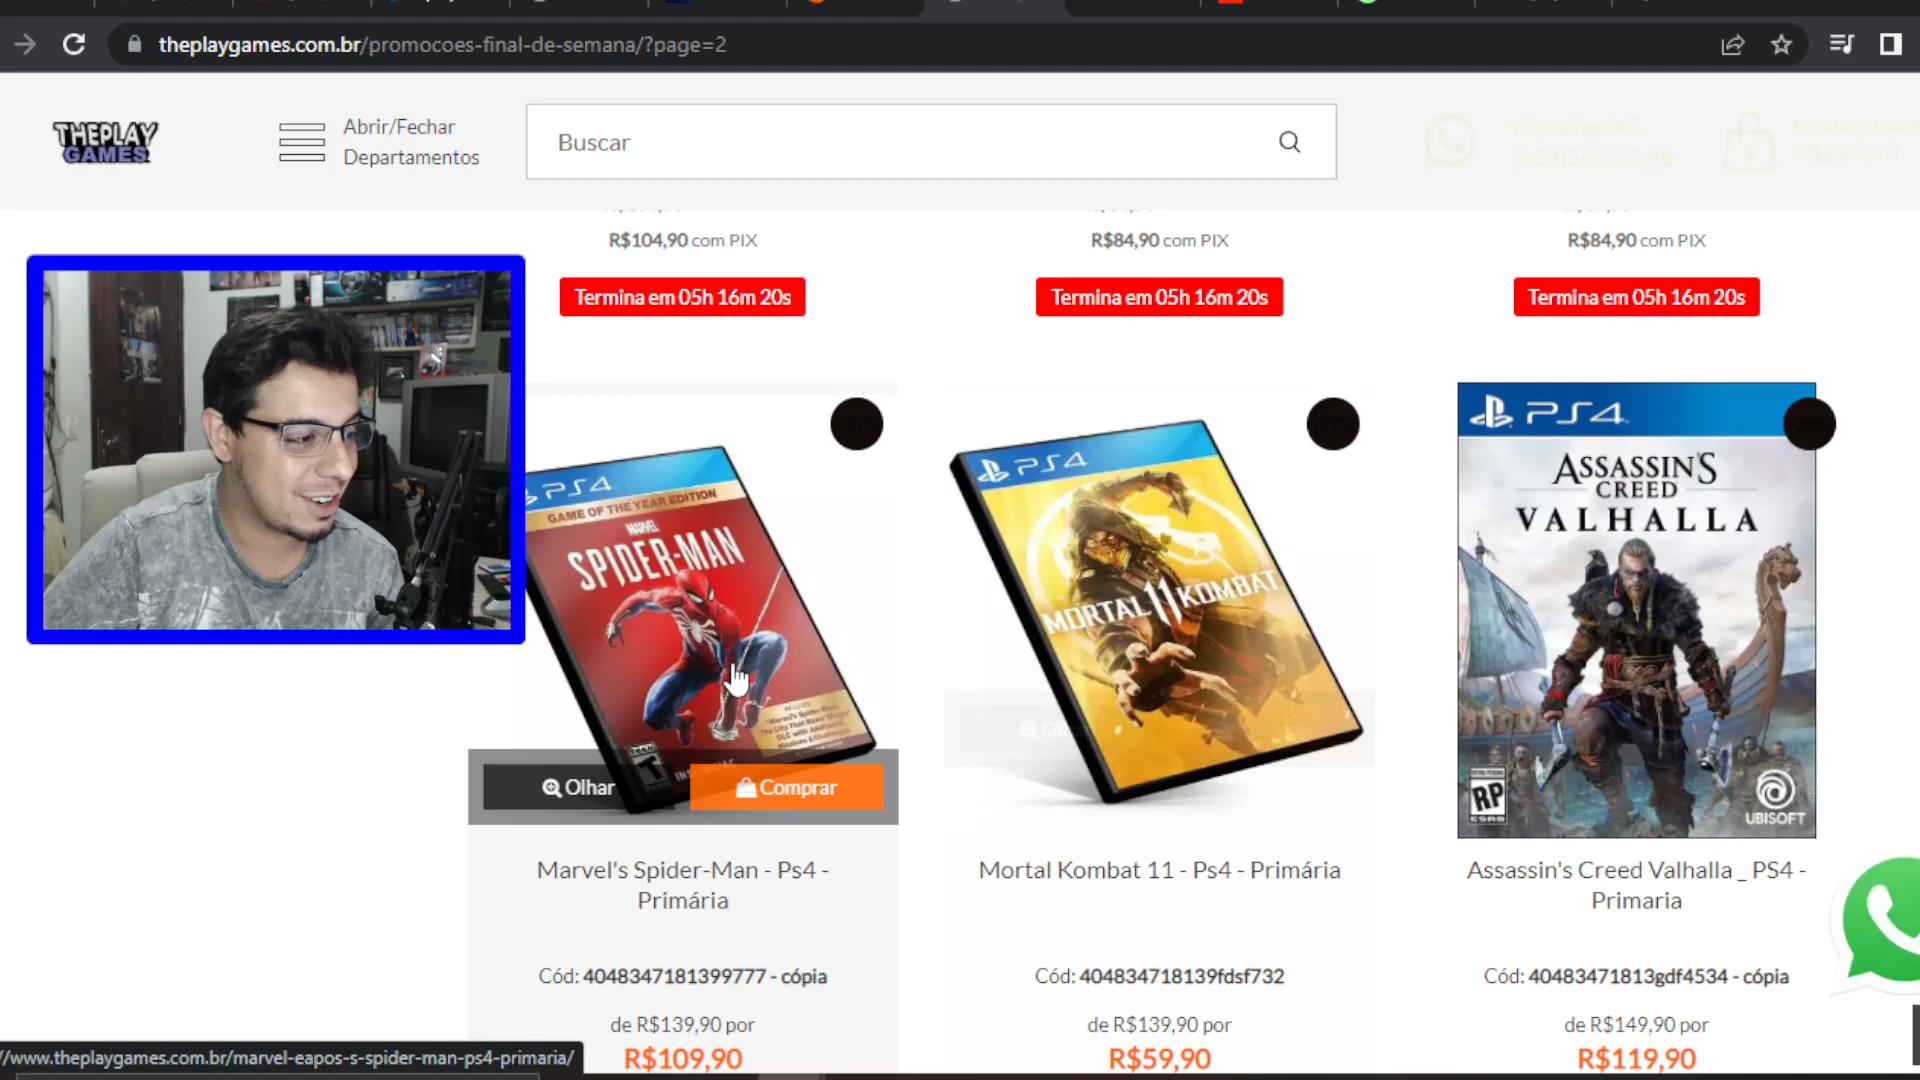 theplaygames.com.br/promocoes-final-de-semana/?page=2
THEPLAY
GAMES
Abrir/Fechar
Departamentos
Buscar
R$104,90 com PIX
R$84,90 com PIX
R$84,90 com PIX
Termina em 05h 16m 20s
Termina em 05h 16m 20s
Termina em 05h 16m 20s
PS4
GAME OF THE YEAR EDITION
MARVEL
SPIDER-MAN
PS4
MORTAL KOMBAT
11
PS4
ASSASSIN'S
CREED
VALHALLA
RP
ESRB
UBISOFT
Olhar
Comprar
Marvel's Spider-Man - Ps4 -
Primária
Mortal Kombat 11 - Ps4 - Primária
Assassin's Creed Valhalla _ PS4 -
Primaria
Cód: 4048347181399777 - cópia
Cód: 404834718139fdsf732
Cód: 40483471813gdf4534 - cópia
de R$139,90 por
de R$139,90 por
de R$149,90 por
R$109,90
R$59,90
R$119,90
//www.theplaygames.com.br/marvel-eapos-s-spider-man-ps4-primaria/